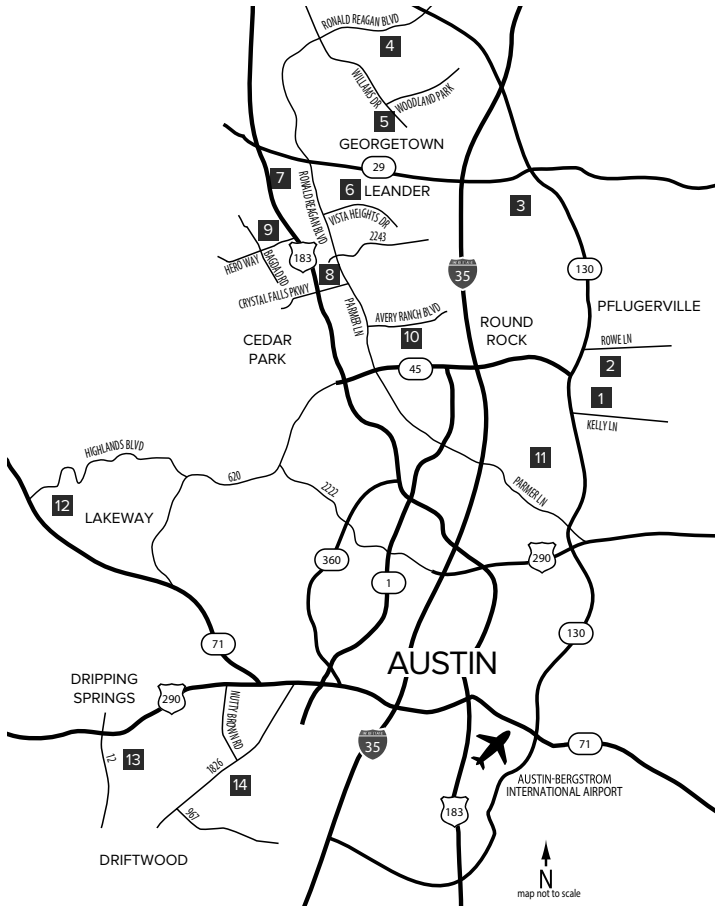 RONALD REAGAN BLVD
4
WILLIAMS DR
WOODLAND PARK
5
GEORGETOWN
29
7
6
LEANDER
RONALD REAGAN BLVD
3
VISTA HEIGHTS DR
9
2243
HERO WAY
BAGDAD RD
183
8
35
130
CRYSTAL FALLS PKWY
PARMER LN
AVERY RANCH BLVD
PFLUGERVILLE
10
ROUND
ROCK
CEDAR
PARK
ROWE LN
2
45
1
KELLY LN
HIGHLANDS BLVD
620
2222
11
PARMER LN
12
LAKEWAY
360
1
290
71
130
AUSTIN
DRIPPING
SPRINGS
290
NUTTY BROWN RD
35
71
12
13
1826
14
AUSTIN-BERGSTROM
INTERNATIONAL AIRPORT
967
183
DRIFTWOOD
N
map not to scale